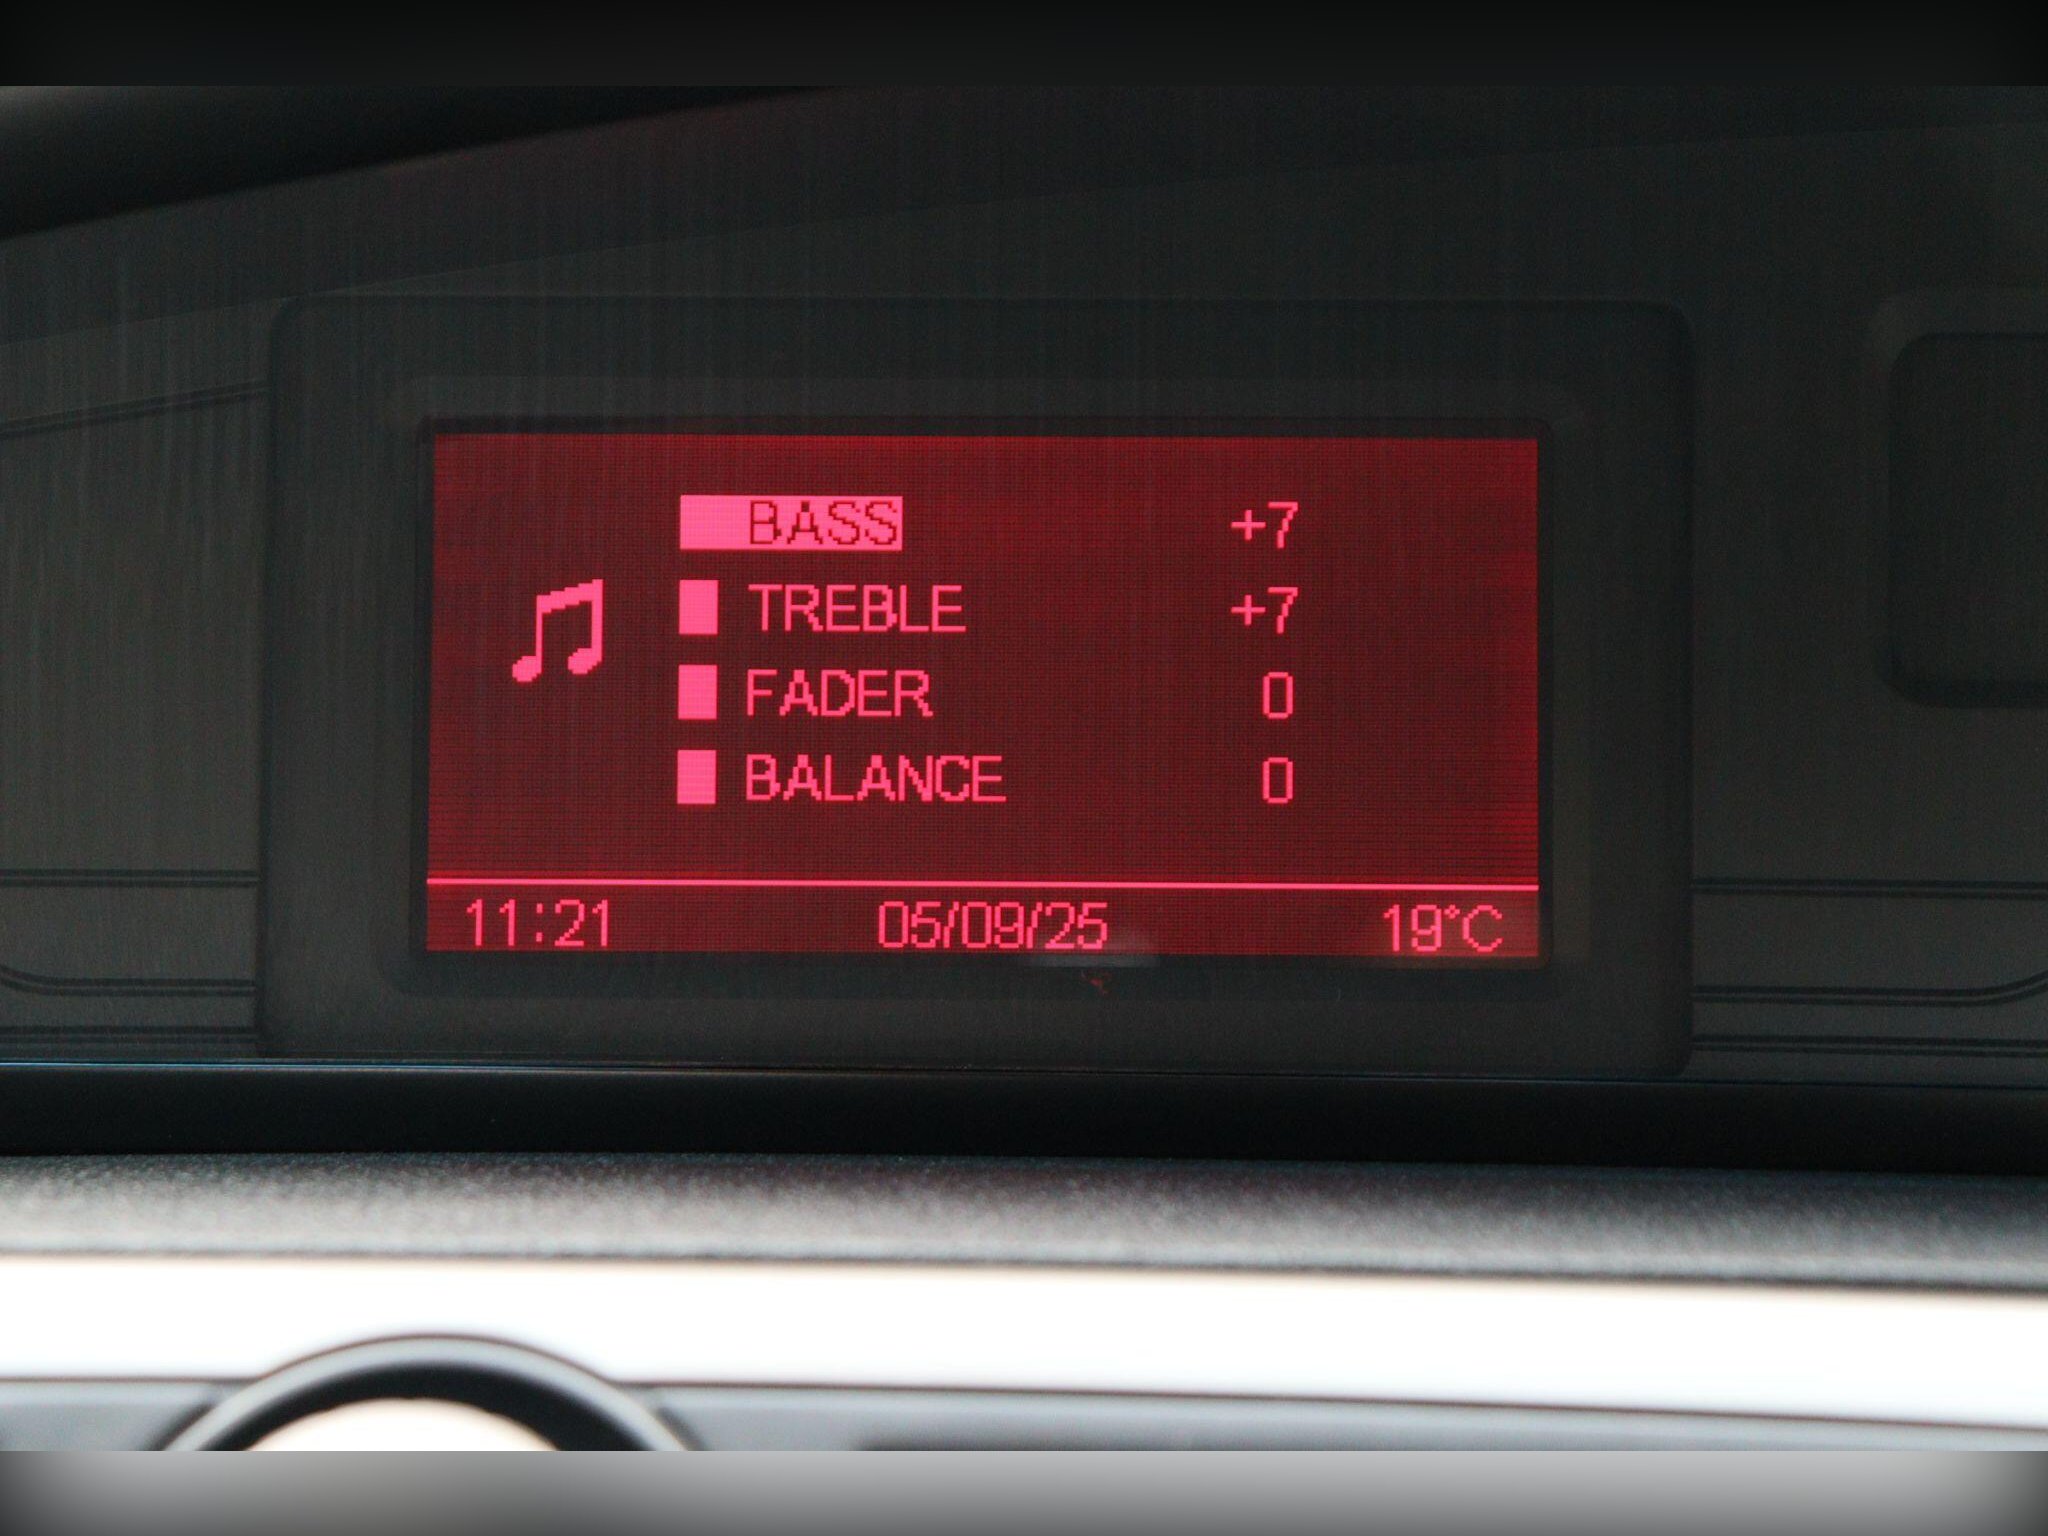 BASS +7
TREBLE +7
FADER 0
BALANCE 0
11:21 05/09/25 19°C